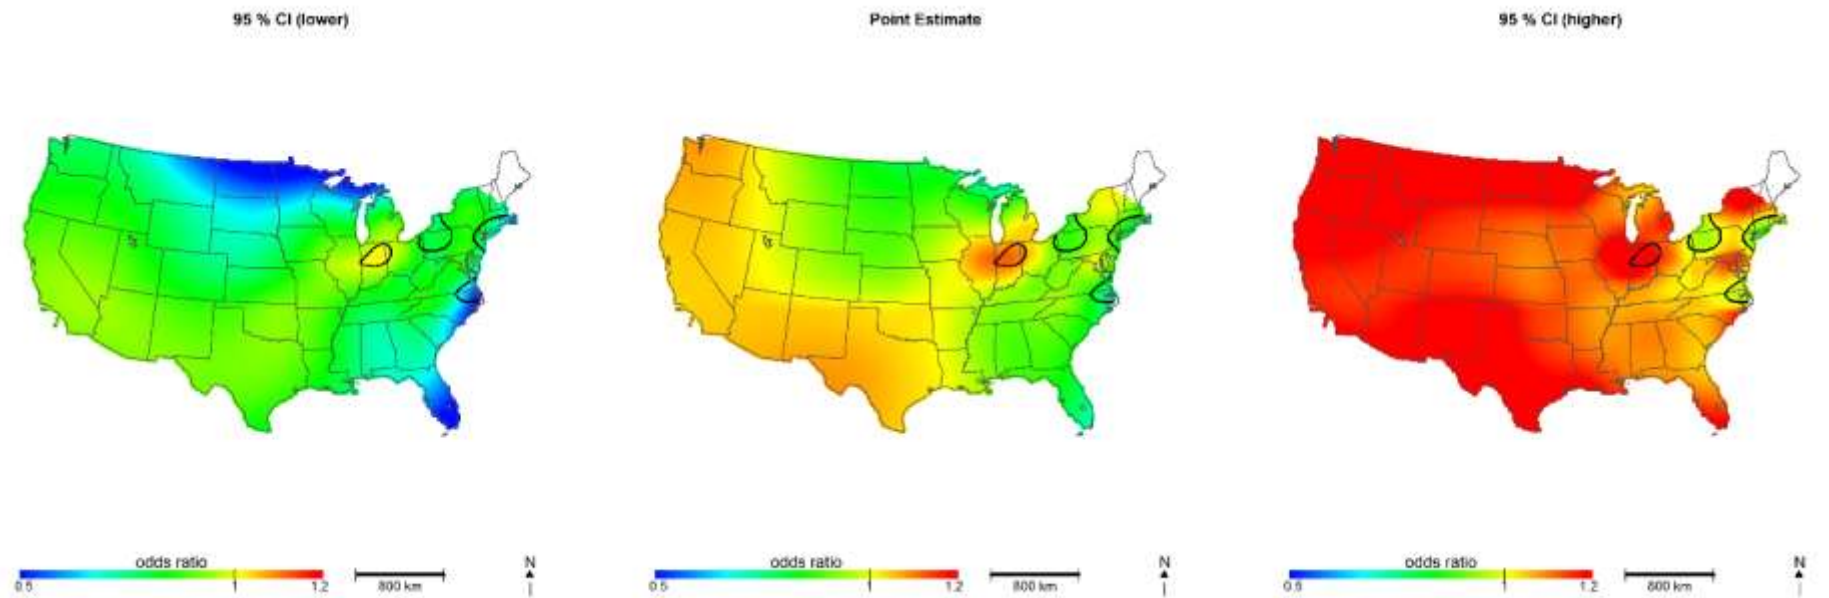 95 % CI (lower)
Point Estimate
95 % CI (higher)
odds ratio
0.5
1
1.2
800 km
N
odds ratio
0.5
1
1.2
800 km
N
odds ratio
0.5
1
1.2
800 km
N